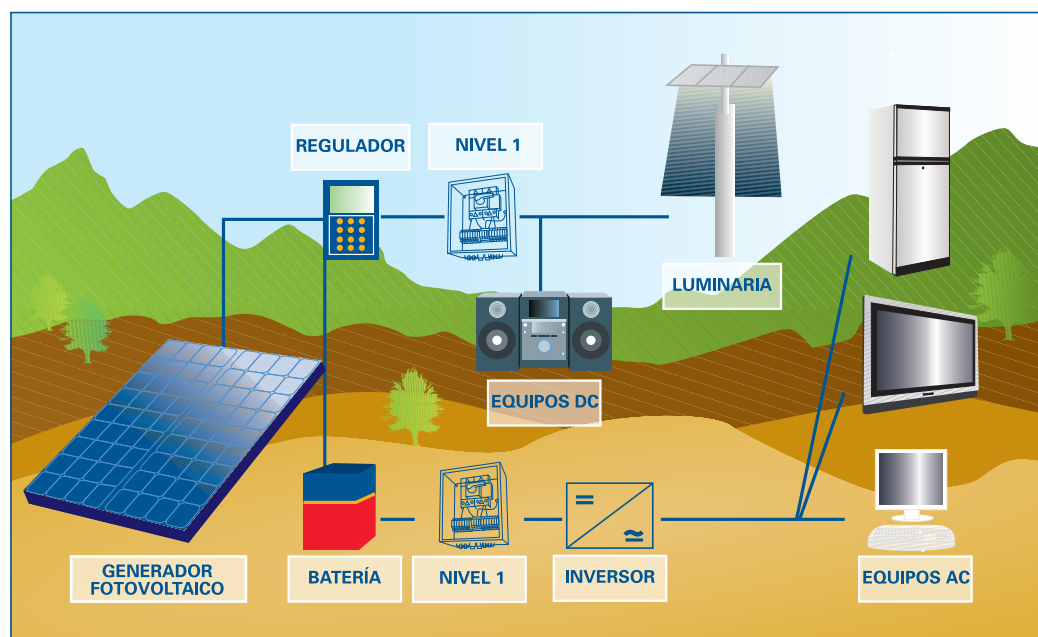 REGULADOR
NIVEL 1
LUMINARIA
EQUIPOS DC
GENERADOR
FOTOVOLTAICO
BATERÍA
NIVEL 1
INVERSOR
EQUIPOS AC